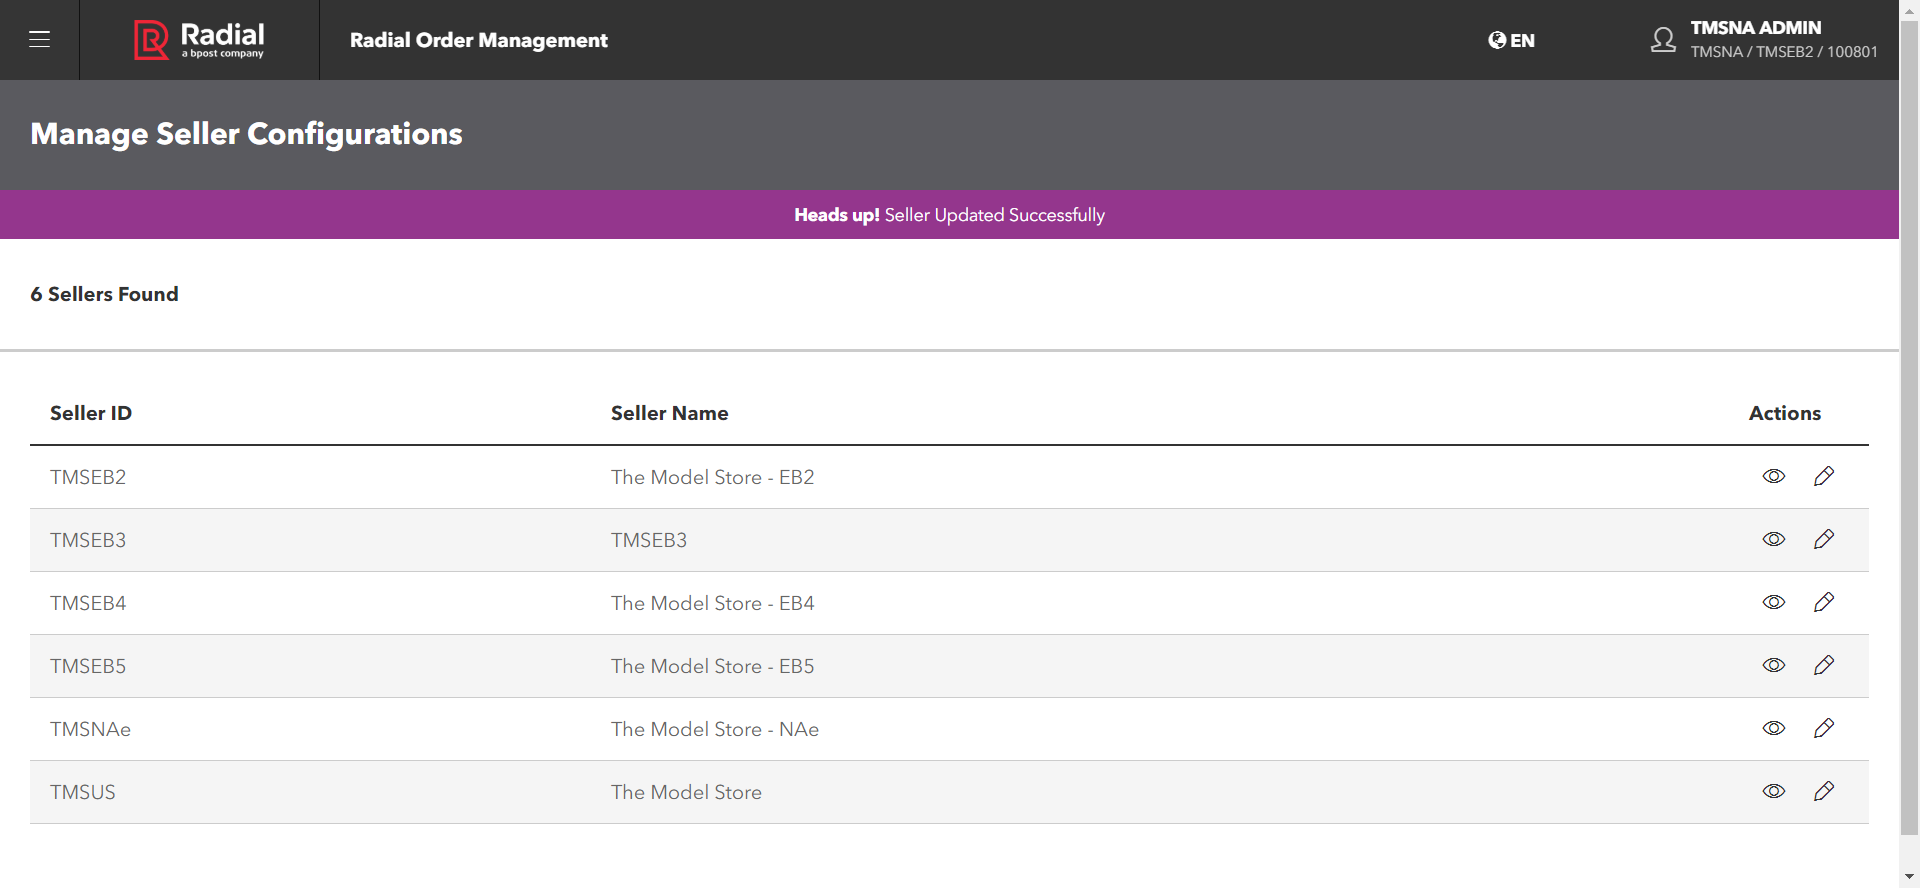 Radial
a bpost company
Radial Order Management
EN
TMSNA ADMIN
TMSNA / TMSEB2 / 100801
Manage Seller Configurations
Heads up! Seller Updated Successfully
6 Sellers Found
Seller ID Seller Name Actions
TMSEB2 The Model Store - EB2
TMSEB3 TMSEB3
TMSEB4 The Model Store - EB4
TMSEB5 The Model Store - EB5
TMSNAe The Model Store - NAe
TMSUS The Model Store